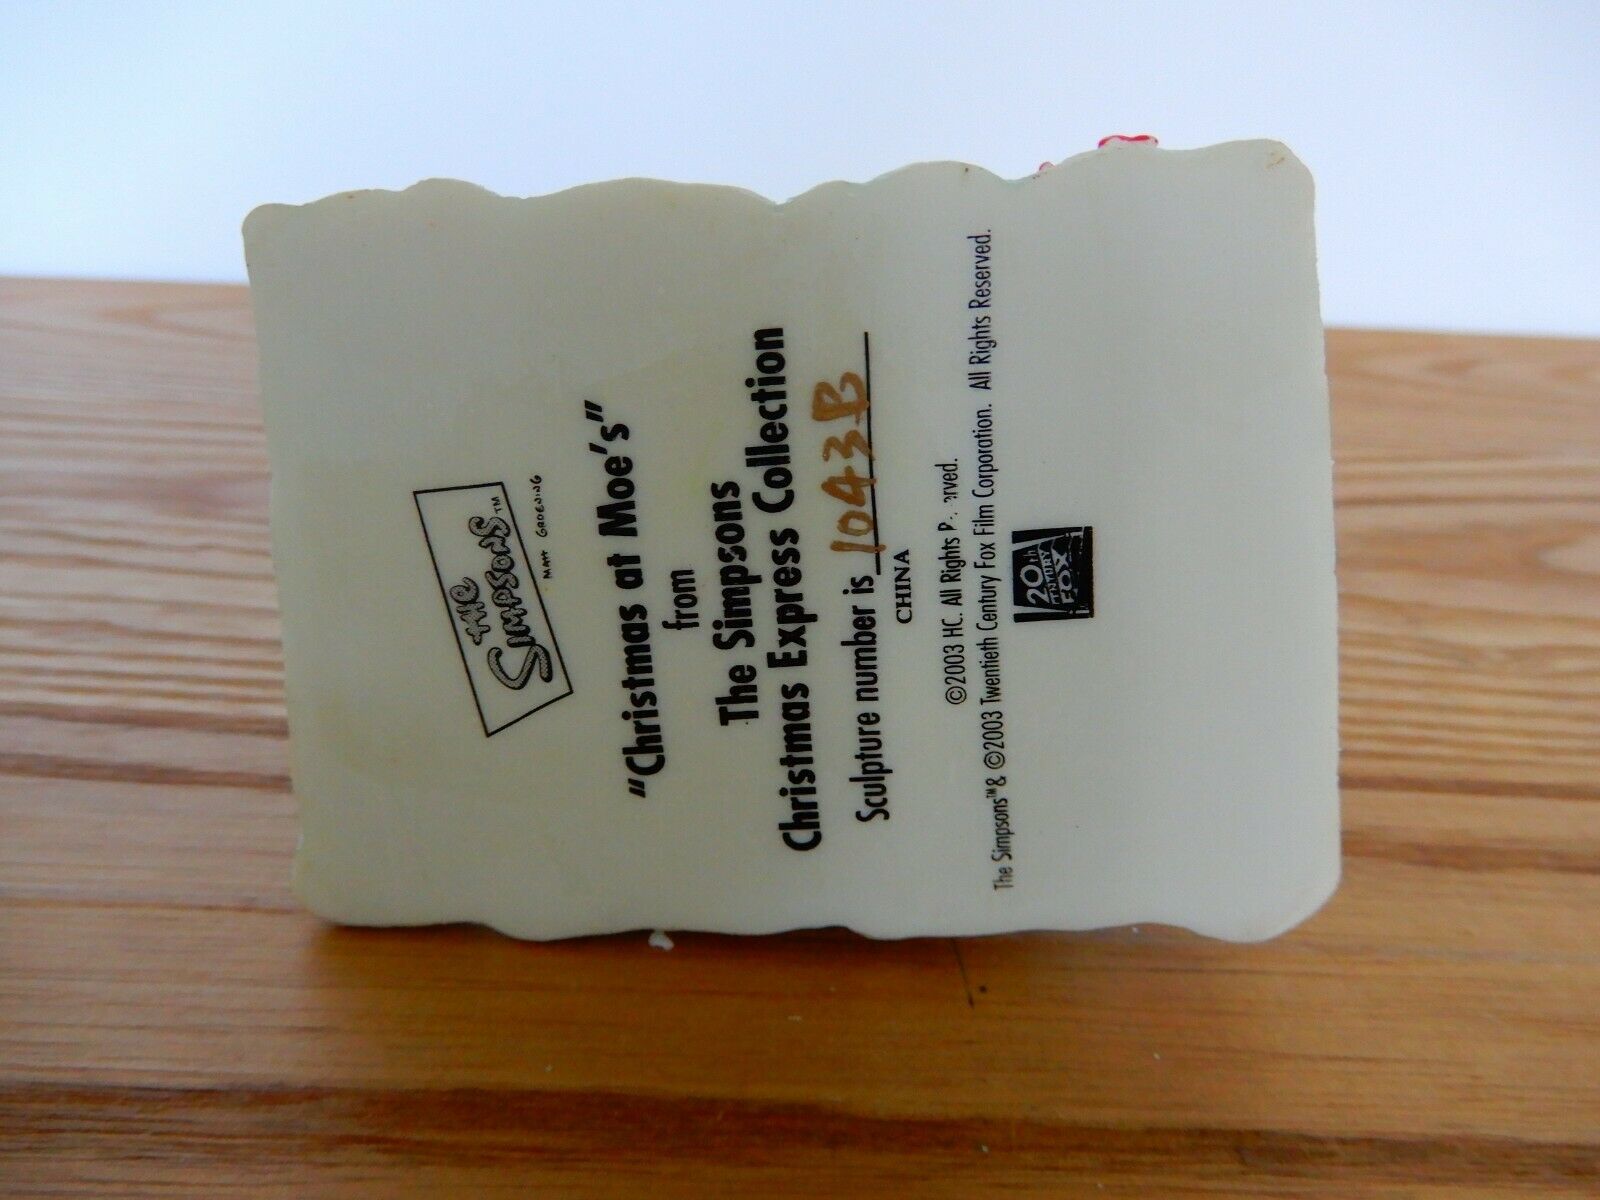 THE
SIMPSONS™
MATT GROENING
"Christmas at Moe's"
from
The Simpsons
Christmas Express Collection
Sculpture number is 1043B
CHINA
©2003 HC. All Rights
The Simpsons™& ©2003 Twentieth Century Fox Film Corporation. All Rights Reserved.
20th
CENTURY
FOX